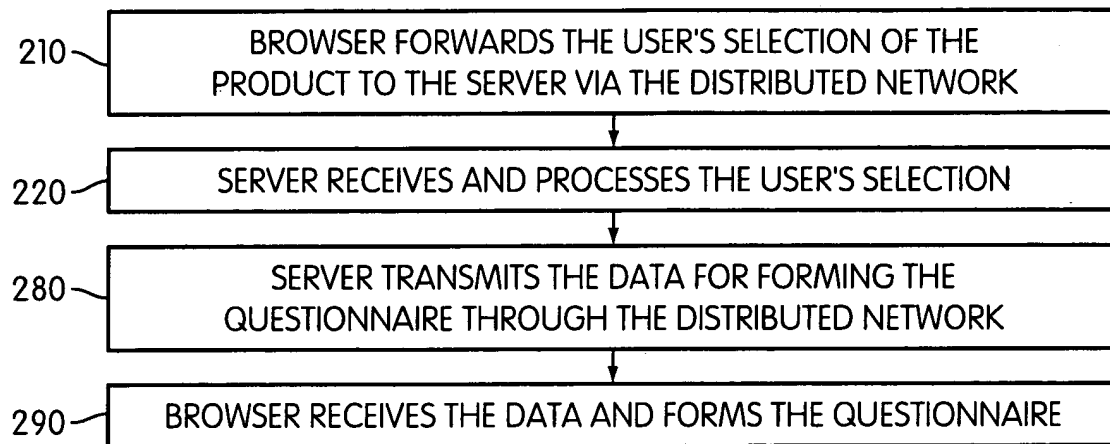 210
BROWSER FORWARDS THE USER'S SELECTION OF THE
PRODUCT TO THE SERVER VIA THE DISTRIBUTED NETWORK
220
SERVER RECEIVES AND PROCESSES THE USER'S SELECTION
280
SERVER TRANSMITS THE DATA FOR FORMING THE
QUESTIONNAIRE THROUGH THE DISTRIBUTED NETWORK
290
BROWSER RECEIVES THE DATA AND FORMS THE QUESTIONNAIRE